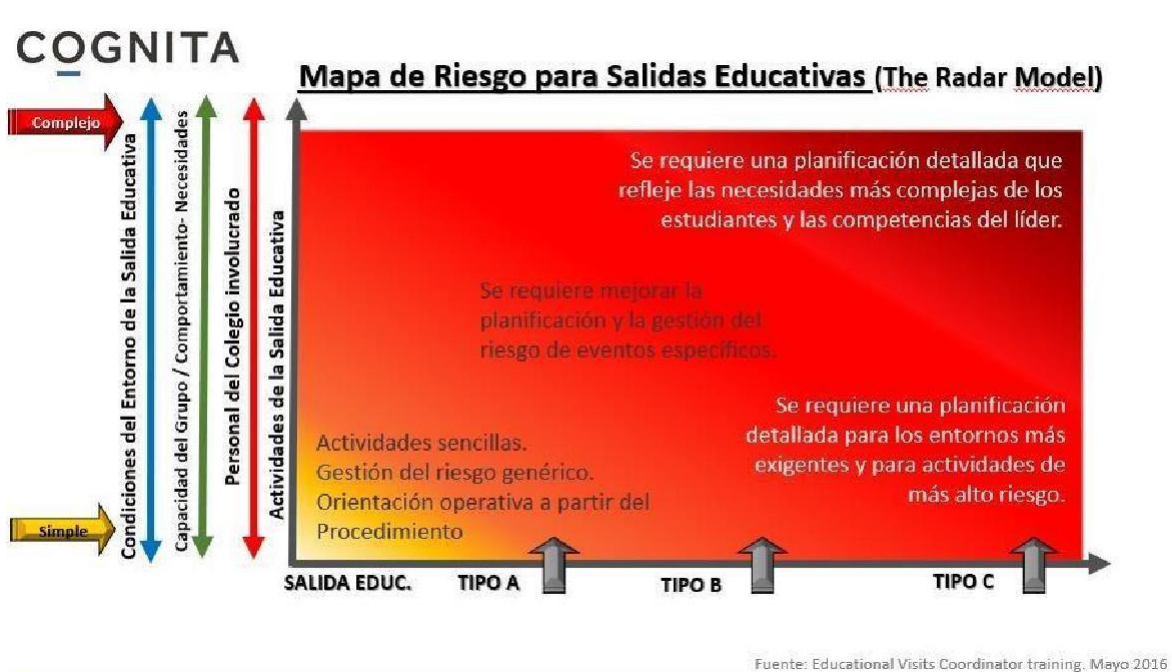 COGNITA
Mapa de Riesgo para Salidas Educativas (The Radar Model)
Complejo
Simple
Condiciones del Entorno de la Salida Educativa
Capacidad del Grupo / Comportamiento- Necesidades
Personal del Colegio involucrado
Actividades de la Salida Educativa
Se requiere una planificación detallada que
refleje las necesidades más complejas de los
estudiantes y las competencias del líder.
Se requiere mejorar la
planificación y la gestión del
riesgo de eventos específicos.
Se requiere una planificación
detallada para los entornos más
exigentes y para actividades de
más alto riesgo.
Actividades sencillas.
Gestión del riesgo genérico.
Orientación operativa a partir del
Procedimiento
SALIDA EDUC.
TIPO A
TIPO B
TIPO C
Fuente: Educational Visits Coordinator training. Mayo 2016